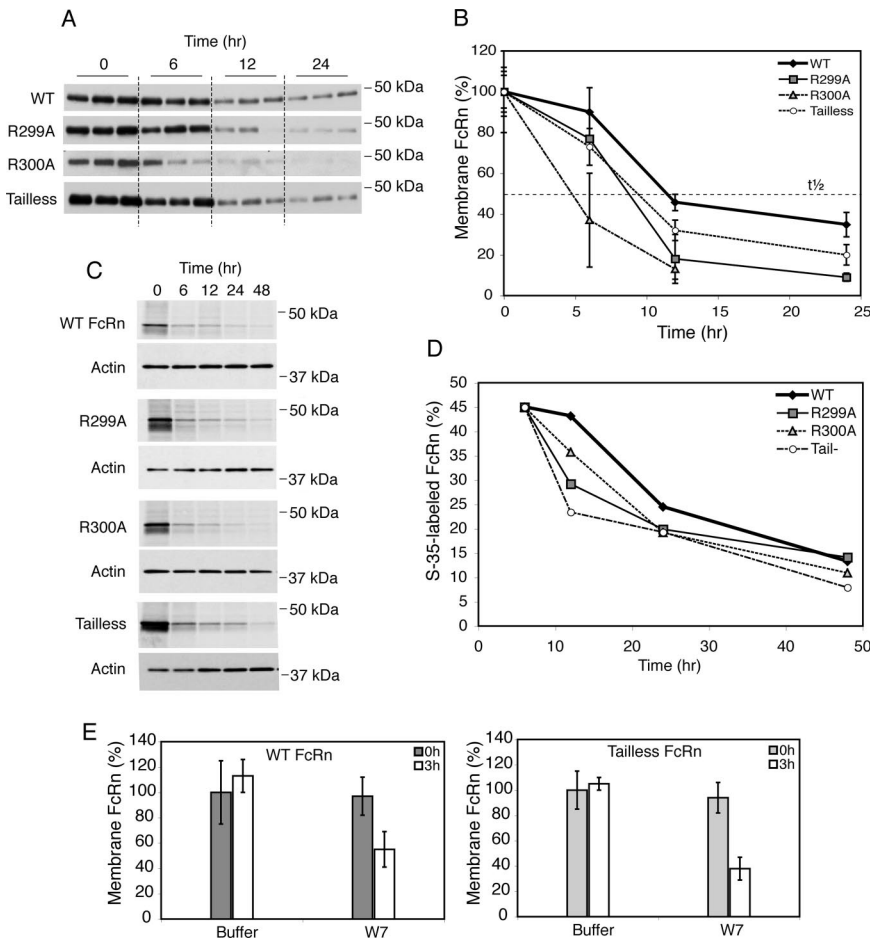 A
Time (hr)
0 6 12 24
50 kDa
WT
50 kDa
R299A
50 kDa
R300A
50 kDa
Tailless
B
Membrane FcRn (%)
120
100
80
60
40
20
0
WT
R299A
R300A
Tailless
t½
0 5 10 15 20 25
Time (hr)
C
Time (hr)
0 6 12 24 48
50 kDa
WT FcRn
Actin
37 kDa
50 kDa
R299A
Actin
37 kDa
50 kDa
R300A
Actin
37 kDa
50 kDa
Tailless
Actin
37 kDa
D
S-35-labeled FcRn (%)
50
45
40
35
30
25
20
15
10
5
0
WT
R299A
R300A
Tail-
0 10 20 30 40 50
Time (hr)
E
Membrane FcRn (%)
140
120
100
80
60
40
20
0
WT FcRn
0h
3h
Buffer W7
Membrane FcRn (%)
140
120
100
80
60
40
20
0
Tailless FcRn
0h
3h
Buffer W7